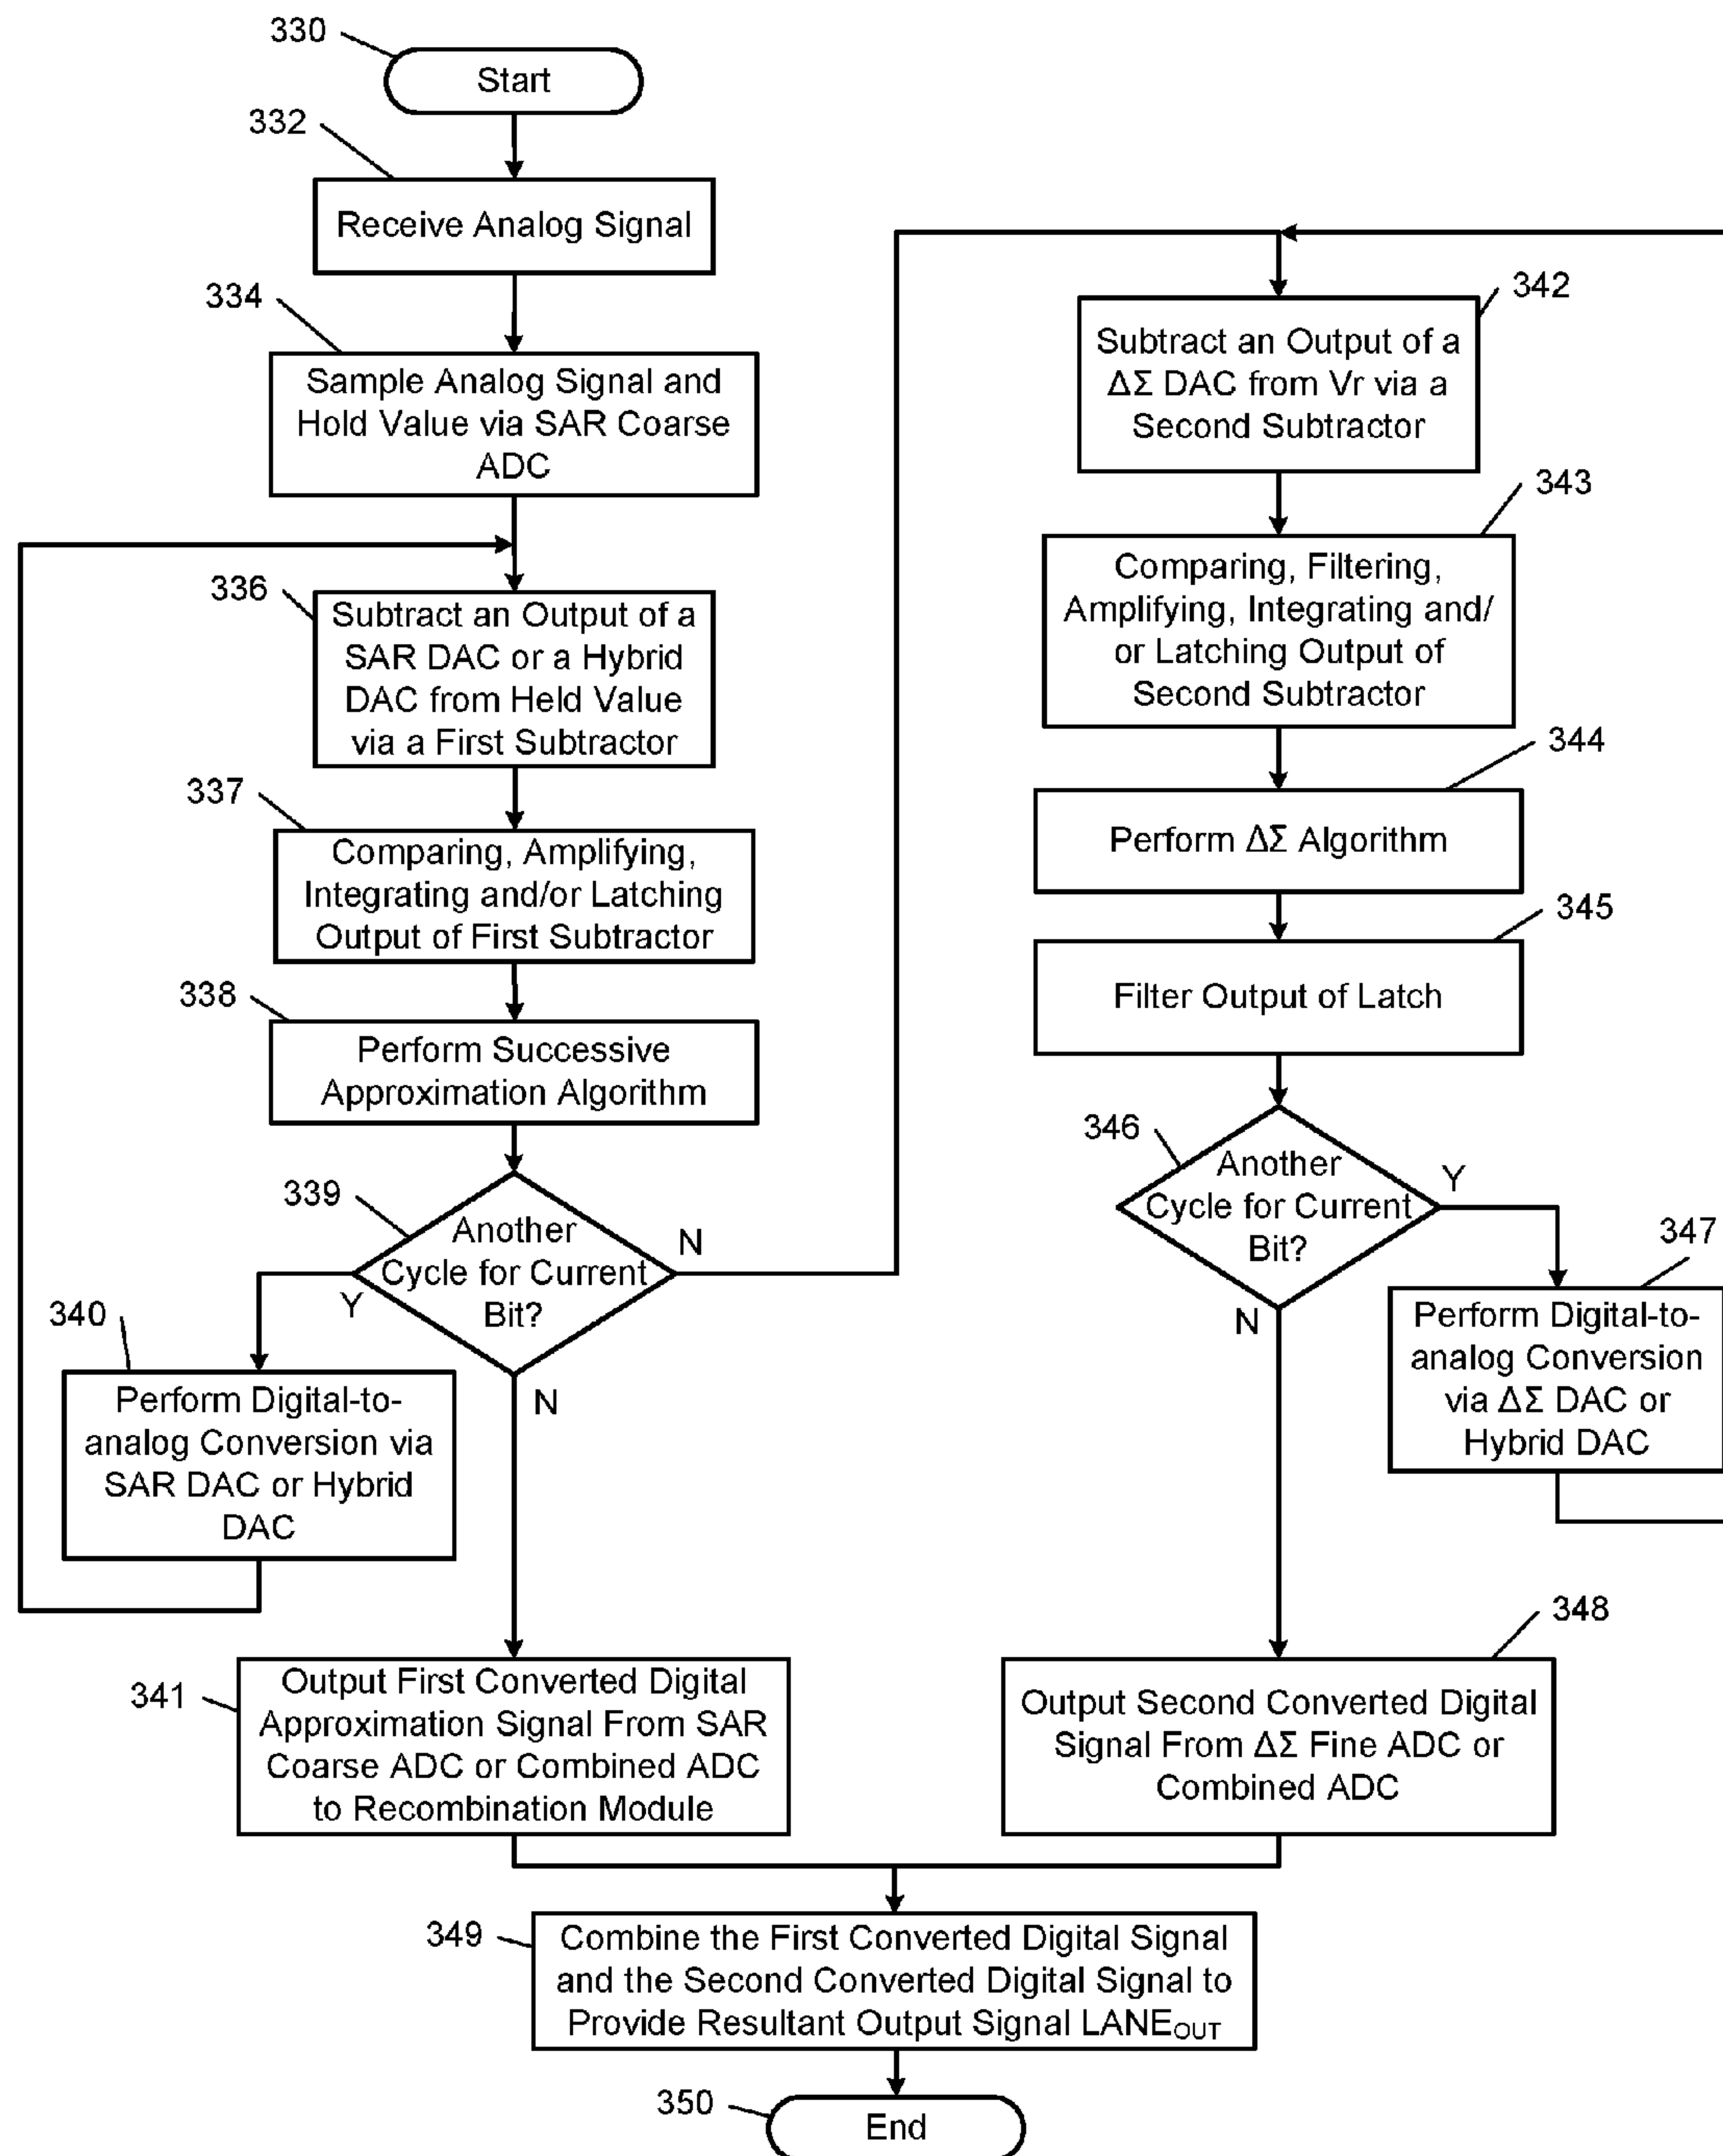 330
Start
332
Receive Analog Signal
334
Sample Analog Signal and
Hold Value via SAR Coarse
ADC
336
Subtract an Output of a
SAR DAC or a Hybrid
DAC from Held Value
via a First Subtractor
337
Comparing, Amplifying,
Integrating and/or Latching
Output of First Subtractor
338
Perform Successive
Approximation Algorithm
339
Another
Cycle for Current
Bit?
Y
N
N
340
Perform Digital-to-
analog Conversion via
SAR DAC or Hybrid
DAC
341
Output First Converted Digital
Approximation Signal From SAR
Coarse ADC or Combined ADC
to Recombination Module
342
Subtract an Output of a
ΔΣ DAC from Vr via a
Second Subtractor
343
Comparing, Filtering,
Amplifying, Integrating and/
or Latching Output of
Second Subtractor
344
Perform ΔΣ Algorithm
345
Filter Output of Latch
346
Another
Cycle for Current
Bit?
Y
N
347
Perform Digital-to-
analog Conversion
via ΔΣ DAC or
Hybrid DAC
348
Output Second Converted Digital
Signal From ΔΣ Fine ADC or
Combined ADC
349
Combine the First Converted Digital Signal
and the Second Converted Digital Signal to
Provide Resultant Output Signal LANEOUT
350
End